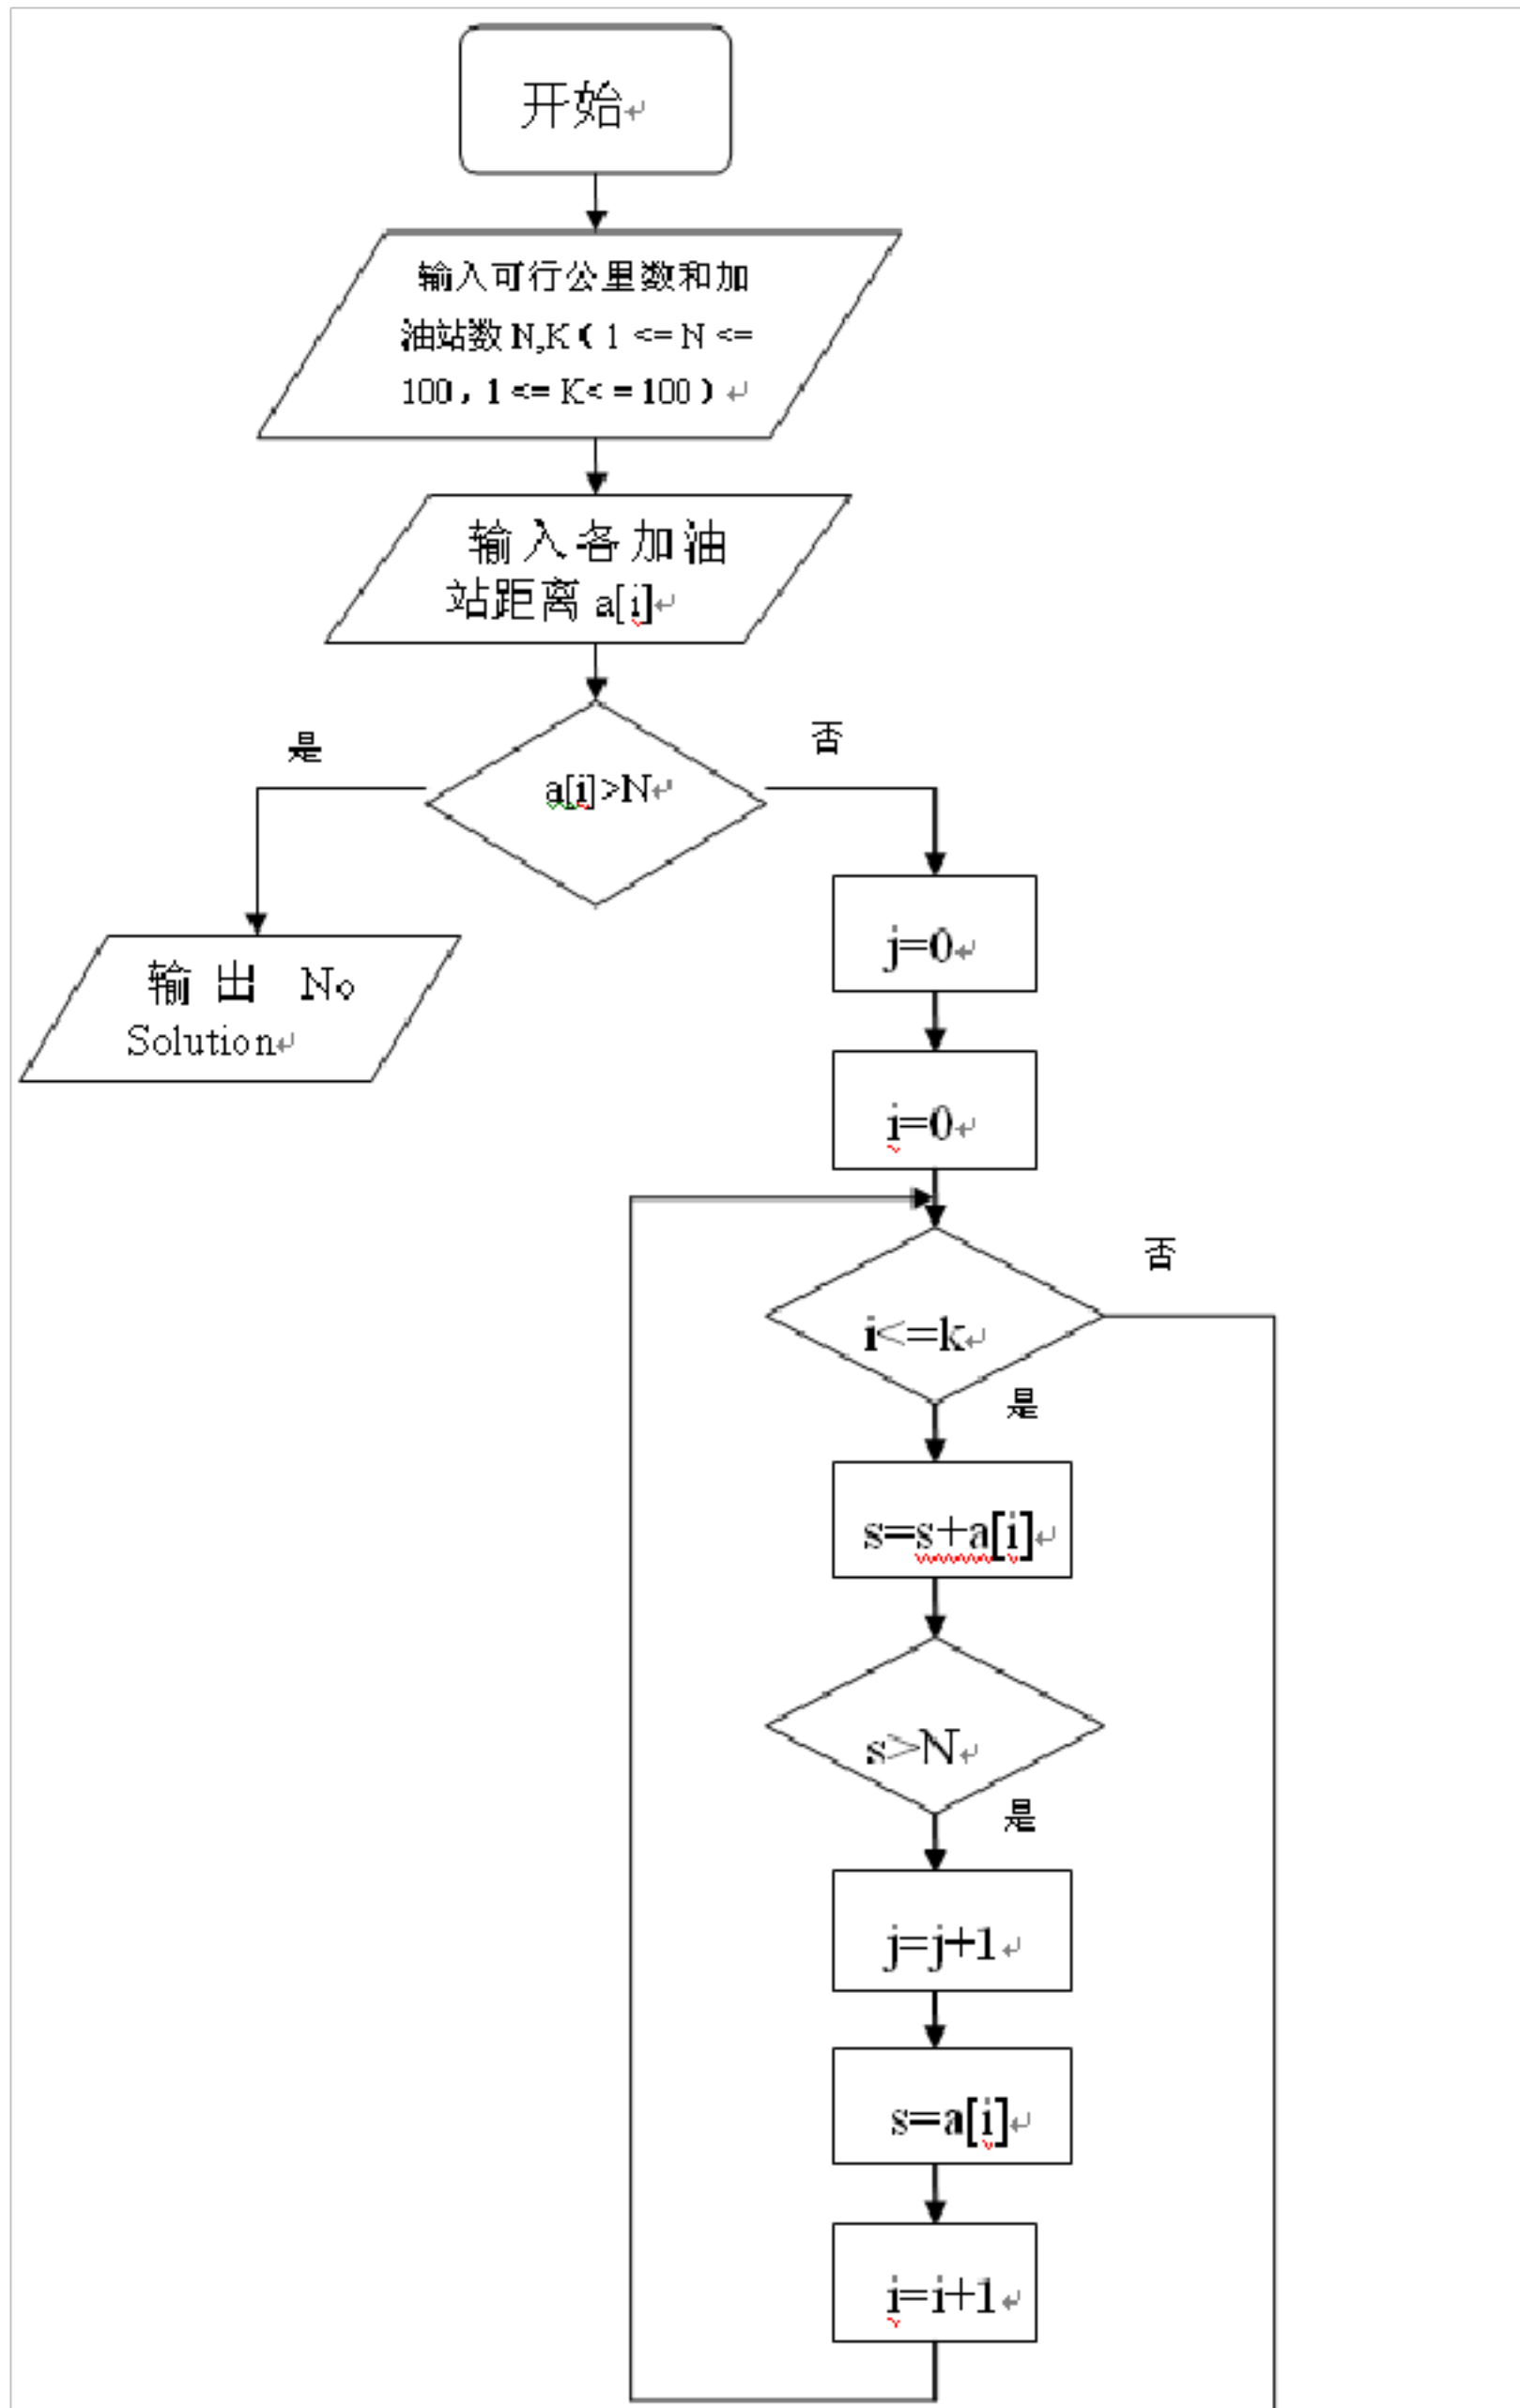 开始
输入可行公里数和加
油站数N,K（1 <= N <=
100，1 <= K< = 100）
输入各加油
站距离 a[i]
是
否
a[i]>N
j=0
输出 No
Solution
i=0
否
i<=k
是
s=s+a[i]
s>N
是
j=j+1
s=a[i]
i=i+1